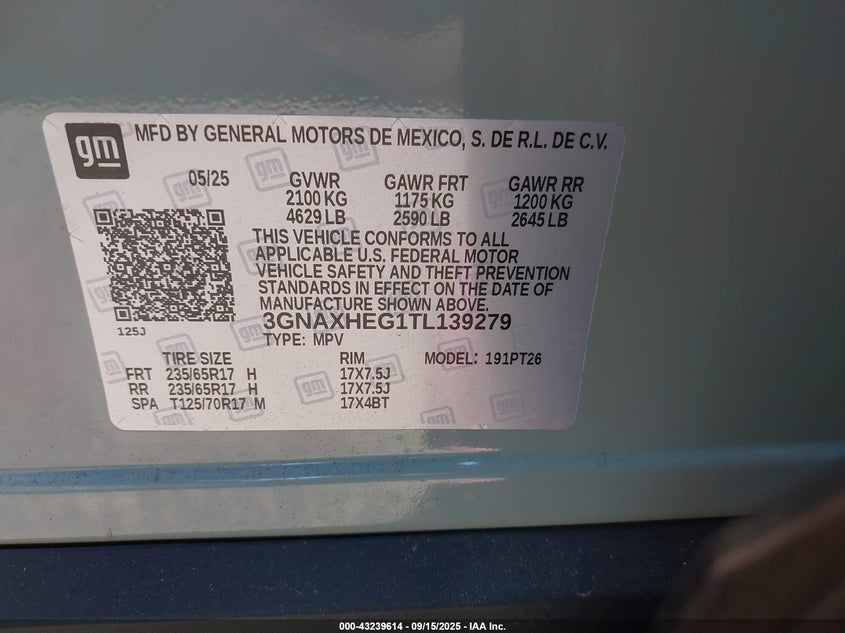 gm
MFD BY GENERAL MOTORS DE MEXICO, S. DE R.L. DE C.V.
05/25 GVWR GAWR FRT GAWR RR
2100 KG 1175 KG 1200 KG
4629 LB 2590 LB 2645 LB
THIS VEHICLE CONFORMS TO ALL
APPLICABLE U.S. FEDERAL MOTOR
VEHICLE SAFETY AND THEFT PREVENTION
STANDARDS IN EFFECT ON THE DATE OF
MANUFACTURE SHOWN ABOVE.
3GNAXHEG1TL139279
125J
TYPE: MPV
TIRE SIZE RIM MODEL: 191PT26
FRT 235/65R17 H 17X7.5J
RR 235/65R17 H 17X7.5J
SPA T125/70R17 M 17X4BT
000-43239614 - 09/15/2025 - IAA Inc.